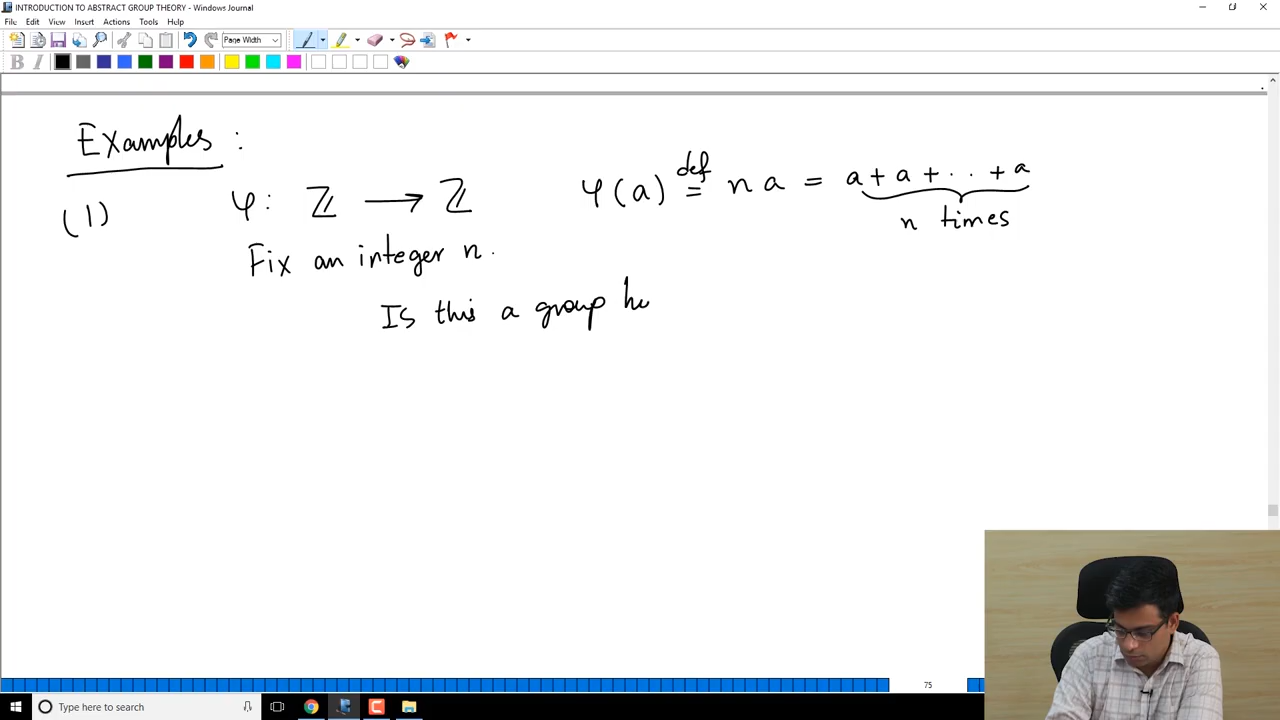 INTRODUCTION TO ABSTRACT GROUP THEORY - Windows Journal
File Edit View Insert Actions Tools Help
Page Width
B I
Examples :
(1) φ: ℤ → ℤ φ(a) def = n a = a + a + . . + a
n times
Fix an integer n.
Is this a group ho
75
Type here to search